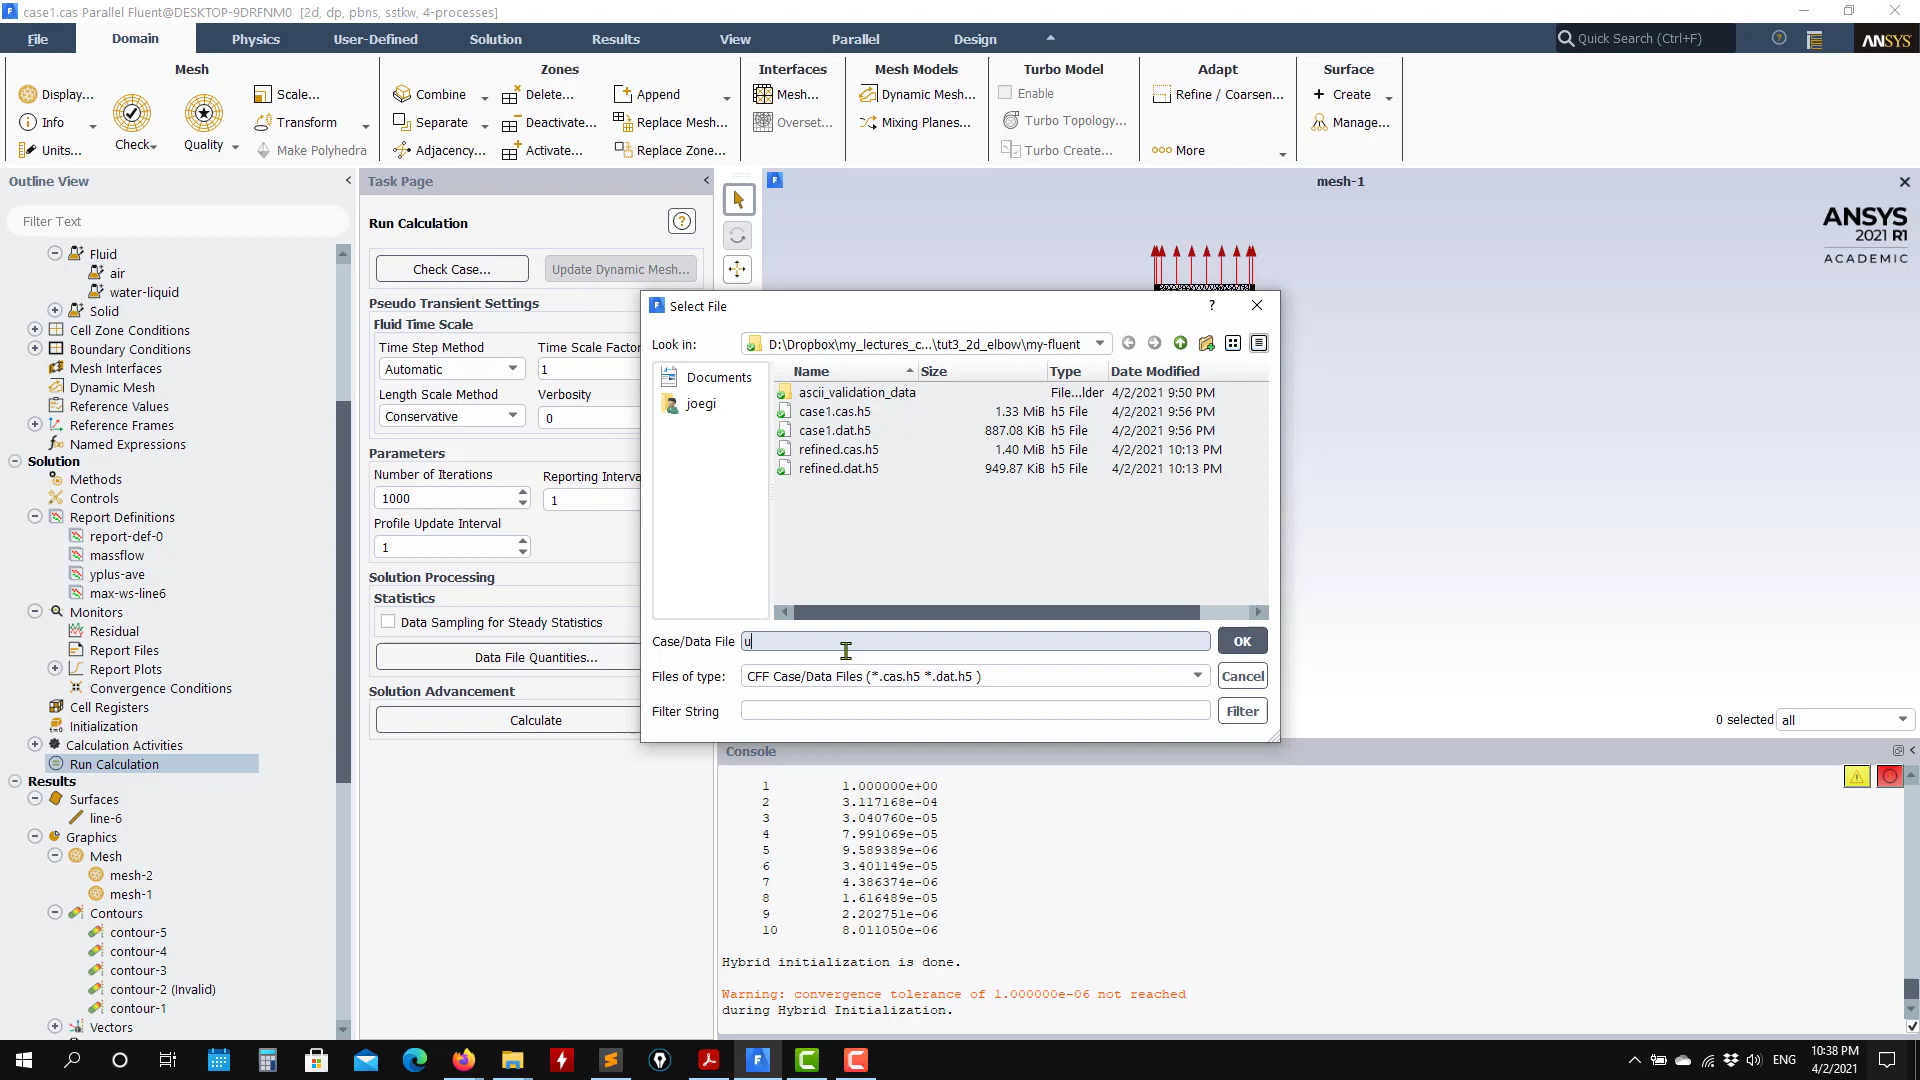 case1.cas Parallel Fluent@DESKTOP-9DRFNM0 [2d, dp, pbns, sstkw, 4-processes]
File Domain Physics User-Defined Solution Results View Parallel Design Quick Search (Ctrl+F) ANSYS
Mesh Zones Interfaces Mesh Models Turbo Model Adapt Surface
Display... Scale... Combine Delete... Append Mesh... Dynamic Mesh... Enable Refine / Coarsen... Create
Info Transform Separate Deactivate... Replace Mesh... Overset... Mixing Planes... Turbo Topology... Manage...
Units... Check Quality Make Polyhedra Adjacency... Activate... Replace Zone... Turbo Create... More
Outline View
Filter Text
Fluid
air
water-liquid
Solid
Cell Zone Conditions
Boundary Conditions
Mesh Interfaces
Dynamic Mesh
Reference Values
Reference Frames
Named Expressions
Solution
Methods
Controls
Report Definitions
report-def-0
massflow
yplus-ave
max-ws-line6
Monitors
Residual
Report Files
Report Plots
Convergence Conditions
Cell Registers
Initialization
Calculation Activities
Run Calculation
Results
Surfaces
line-6
Graphics
Mesh
mesh-2
mesh-1
Contours
contour-5
contour-4
contour-3
contour-2 (Invalid)
contour-1
Vectors
Task Page
Run Calculation
Check Case... Update Dynamic Mesh...
Pseudo Transient Settings
Fluid Time Scale
Time Step Method Time Scale Factor
Automatic 1
Length Scale Method Verbosity
Conservative 0
Parameters
Number of Iterations Reporting Interva
1000 1
Profile Update Interval
1
Solution Processing
Statistics
Data Sampling for Steady Statistics
Data File Quantities...
Solution Advancement
Calculate
mesh-1
ANSYS
2021 R1
ACADEMIC
0 selected all
Select File
Look in: D:\Dropbox\my_lectures_c...\tut3_2d_elbow\my-fluent
Documents
joegi
Name Size Type Date Modified
ascii_validation_data File...lder 4/2/2021 9:50 PM
case1.cas.h5 1.33 MiB h5 File 4/2/2021 9:56 PM
case1.dat.h5 887.08 KiB h5 File 4/2/2021 9:56 PM
refined.cas.h5 1.40 MiB h5 File 4/2/2021 10:13 PM
refined.dat.h5 949.87 KiB h5 File 4/2/2021 10:13 PM
Case/Data File u OK
Files of type: CFF Case/Data Files (*.cas.h5 *.dat.h5 ) Cancel
Filter String Filter
Console
1 1.000000e+00
2 3.117168e-04
3 3.040760e-05
4 7.991069e-05
5 9.589389e-06
6 3.401149e-05
7 4.386374e-06
8 1.616489e-05
9 2.202751e-06
10 8.011050e-06
Hybrid initialization is done.
Warning: convergence tolerance of 1.000000e-06 not reached
during Hybrid Initialization.
ENG 10:38 PM
4/2/2021